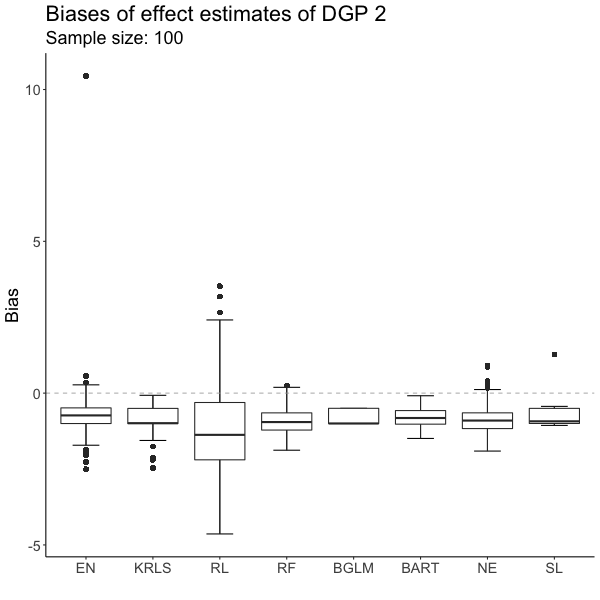 Biases of effect estimates of DGP 2
Sample size: 100
10
5
0
-5
Bias
EN KRLS RL RF BGLM BART NE SL